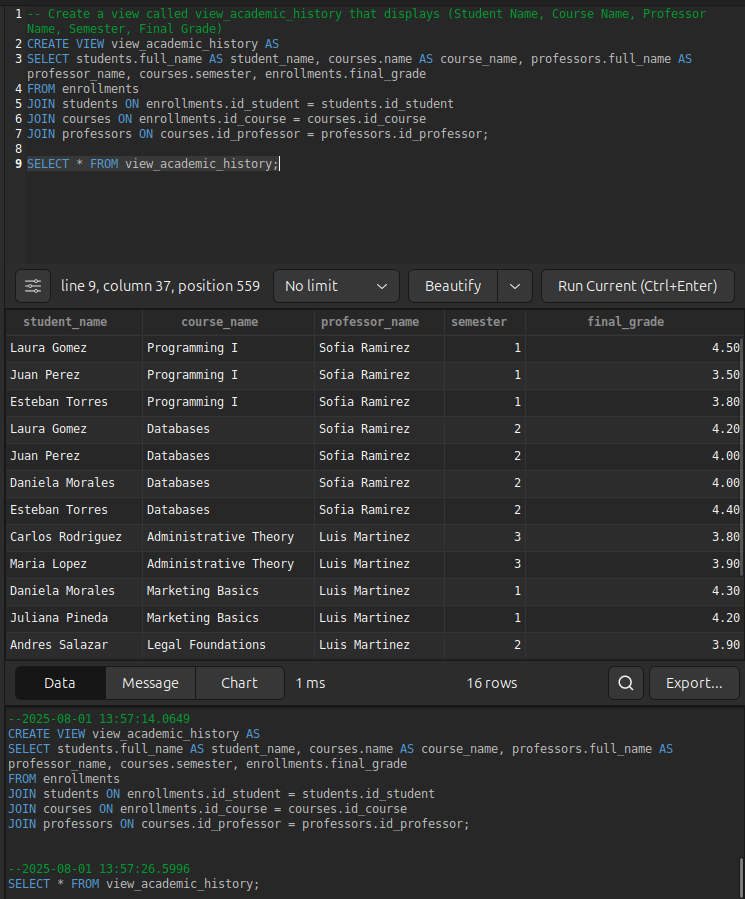 1 -- Create a view called view_academic_history that displays (Student Name, Course Name, Professor
Name, Semester, Final Grade)
2 CREATE VIEW view_academic_history AS
3 SELECT students.full_name AS student_name, courses.name AS course_name, professors.full_name AS
professor_name, courses.semester, enrollments.final_grade
4 FROM enrollments
5 JOIN students ON enrollments.id_student = students.id_student
6 JOIN courses ON enrollments.id_course = courses.id_course
7 JOIN professors ON courses.id_professor = professors.id_professor;
8
9 SELECT * FROM view_academic_history;
line 9, column 37, position 559 No limit Beautify Run Current (Ctrl+Enter)
student_name course_name professor_name semester final_grade
Laura Gomez Programming I Sofia Ramirez 1 4.50
Juan Perez Programming I Sofia Ramirez 1 3.50
Esteban Torres Programming I Sofia Ramirez 1 3.80
Laura Gomez Databases Sofia Ramirez 2 4.20
Juan Perez Databases Sofia Ramirez 2 4.00
Daniela Morales Databases Sofia Ramirez 2 4.00
Esteban Torres Databases Sofia Ramirez 2 4.40
Carlos Rodriguez Administrative Theory Luis Martinez 3 3.80
Maria Lopez Administrative Theory Luis Martinez 3 3.90
Daniela Morales Marketing Basics Luis Martinez 1 4.30
Juliana Pineda Marketing Basics Luis Martinez 1 4.20
Andres Salazar Legal Foundations Luis Martinez 2 3.90
Data Message Chart 1 ms 16 rows Export...
--2025-08-01 13:57:14.0649
CREATE VIEW view_academic_history AS
SELECT students.full_name AS student_name, courses.name AS course_name, professors.full_name AS
professor_name, courses.semester, enrollments.final_grade
FROM enrollments
JOIN students ON enrollments.id_student = students.id_student
JOIN courses ON enrollments.id_course = courses.id_course
JOIN professors ON courses.id_professor = professors.id_professor;
--2025-08-01 13:57:26.5996
SELECT * FROM view_academic_history;